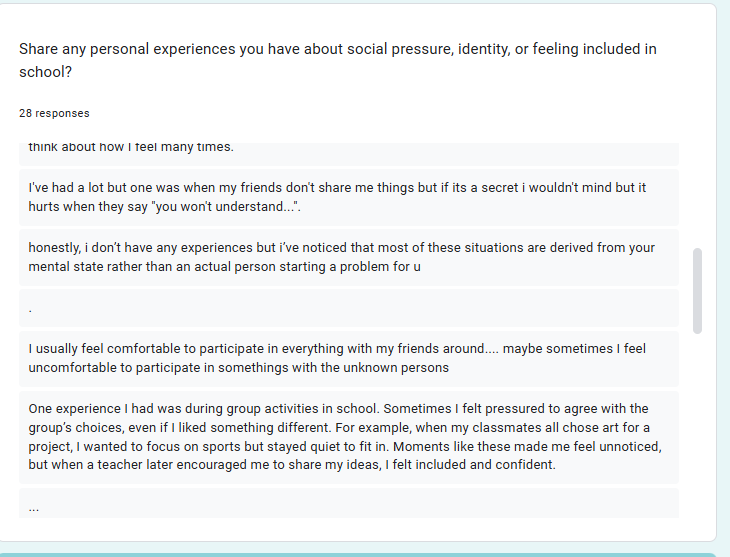 Share any personal experiences you have about social pressure, identity, or feeling included in
school?
28 responses
think about how I feel many times.
I've had a lot but one was when my friends don't share me things but if its a secret i wouldn't mind but it
hurts when they say "you won't understand...".
honestly, i don't have any experiences but i've noticed that most of these situations are derived from your
mental state rather than an actual person starting a problem for u
.
I usually feel comfortable to participate in everything with my friends around.... maybe sometimes I feel
uncomfortable to participate in somethings with the unknown persons
One experience I had was during group activities in school. Sometimes I felt pressured to agree with the
group's choices, even if I liked something different. For example, when my classmates all chose art for a
project, I wanted to focus on sports but stayed quiet to fit in. Moments like these made me feel unnoticed,
but when a teacher later encouraged me to share my ideas, I felt included and confident.
...